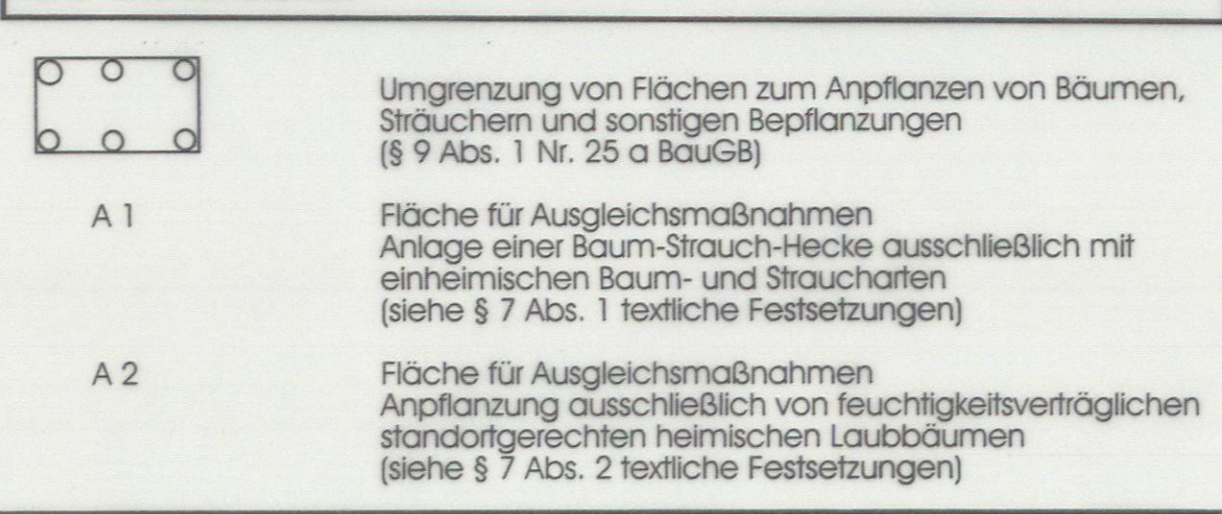 Umgrenzung von Flächen zum Anpflanzen von Bäumen,
Sträuchern und sonstigen Bepflanzungen
(§ 9 Abs. 1 Nr. 25 a BauGB)
A 1
Fläche für Ausgleichsmaßnahmen
Anlage einer Baum-Strauch-Hecke ausschließlich mit
einheimischen Baum- und Straucharten
(siehe § 7 Abs. 1 textliche Festsetzungen)
A 2
Fläche für Ausgleichsmaßnahmen
Anpflanzung ausschließlich von feuchtigkeitsverträglichen
standortgerechten heimischen Laubbäumen
(siehe § 7 Abs. 2 textliche Festsetzungen)